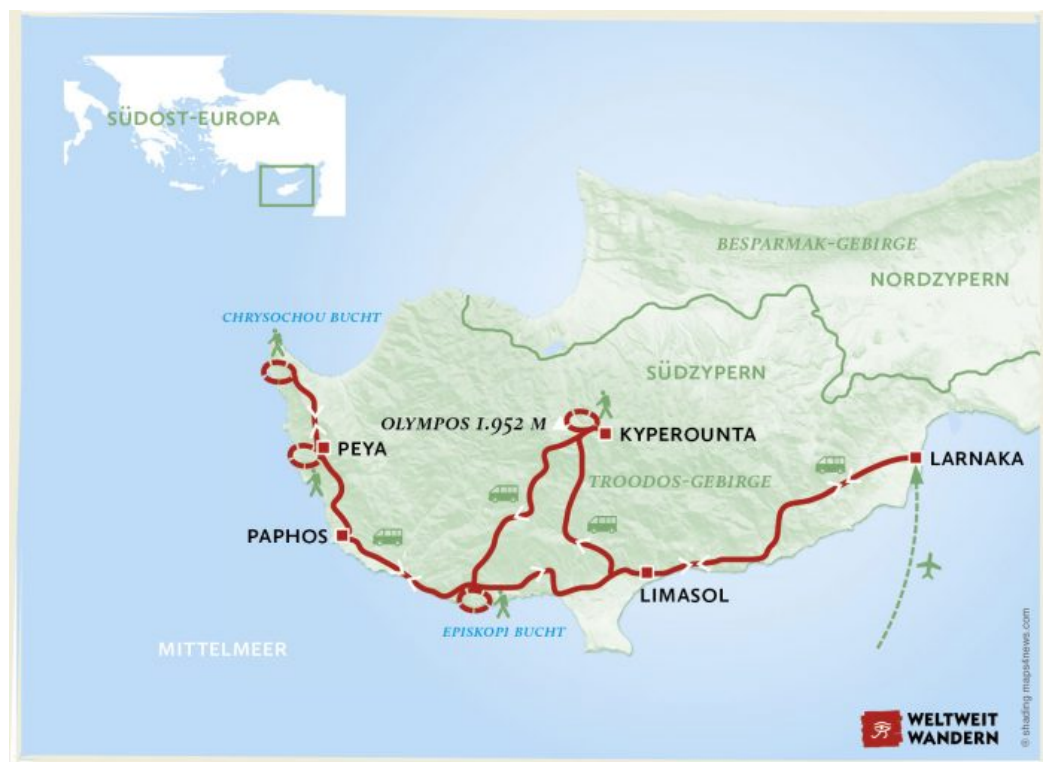 SÜDOST-EUROPA
BESPARMAK-GEBIRGE
NORDZYPERN
CHRYSOCHOU BUCHT
SÜDZYPERN
OLYMPOS 1.952 M
KYPEROUNTA
PEYA
LARNAKA
TROODOS-GEBIRGE
PAPHOS
LIMASOL
EPISKOPI BUCHT
MITTELMEER
© shading maps4news.com
WELTWEIT
WANDERN